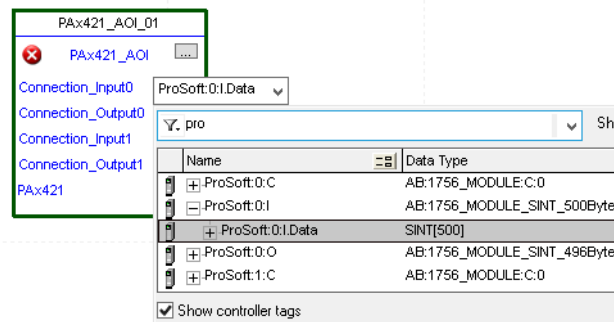 PAx421_AOI_01
PAx421_AOI ...
Connection_Input0
Connection_Output0
Connection_Input1
Connection_Output1
PAx421
ProSoft:0:I.Data
pro
Sh
Name Data Type
ProSoft:0:C AB:1756_MODULE:C:0
ProSoft:0:I AB:1756_MODULE_SINT_500Byte
ProSoft:0:I.Data SINT[500]
ProSoft:0:O AB:1756_MODULE_SINT_496Byte
ProSoft:1:C AB:1756_MODULE:C:0
Show controller tags